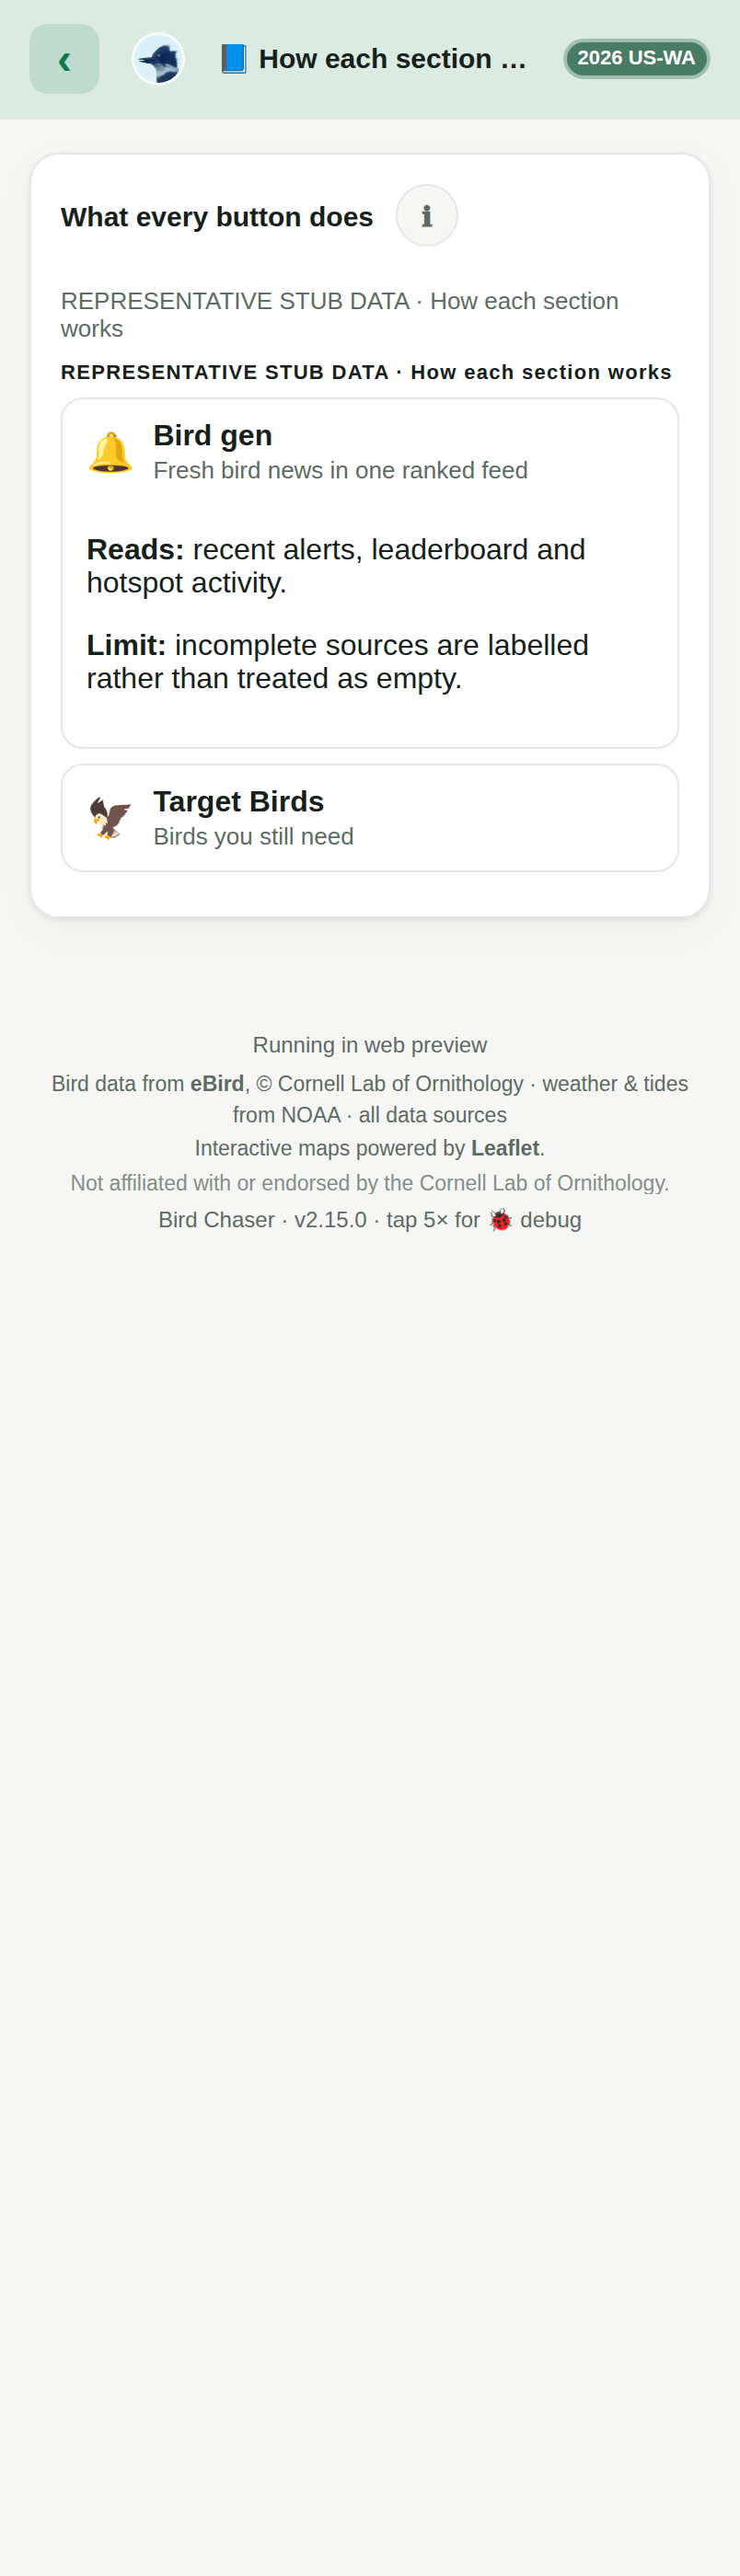 ‹ 📘 How each section … 2026 US-WA
What every button does ℹ
REPRESENTATIVE STUB DATA · How each section
works
REPRESENTATIVE STUB DATA · How each section works
🔔 Bird gen
Fresh bird news in one ranked feed
Reads: recent alerts, leaderboard and
hotspot activity.
Limit: incomplete sources are labelled
rather than treated as empty.
🦅 Target Birds
Birds you still need
Running in web preview
Bird data from eBird, © Cornell Lab of Ornithology · weather & tides
from NOAA · all data sources
Interactive maps powered by Leaflet.
Not affiliated with or endorsed by the Cornell Lab of Ornithology.
Bird Chaser · v2.15.0 · tap 5× for 🐞 debug